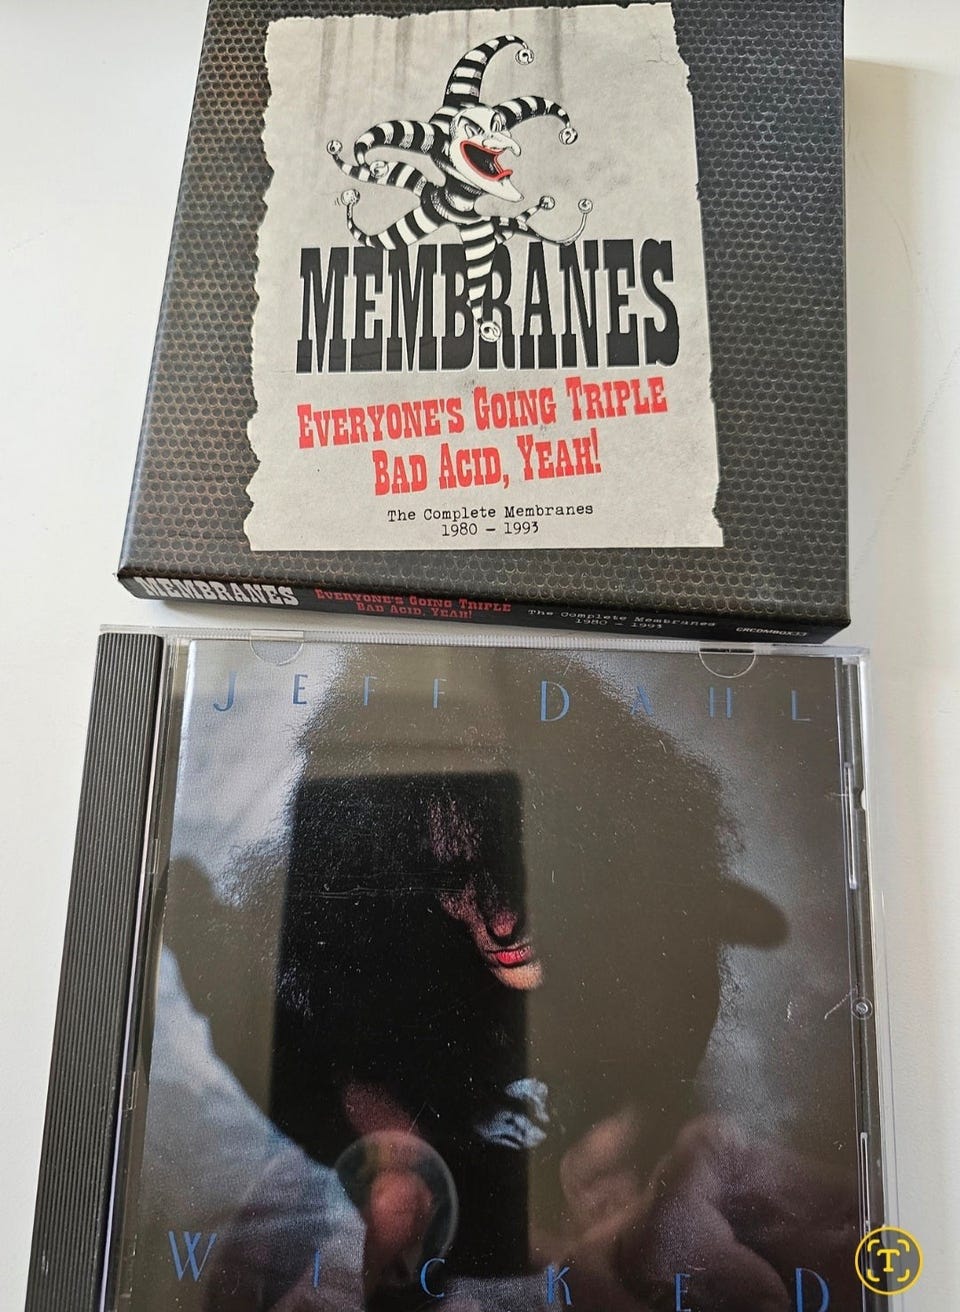 MEMBRANES
EVERYONE'S GOING TRIPLE
BAD ACID, YEAH!
The Complete Membranes
1980 – 1993
MEMBRANES
EVERYONE'S GOING TRIPLE
BAD ACID, YEAH!
The Complete Membranes
1980 – 1993
CRCDMBOX33
JEFF DAHL
WICKED
T